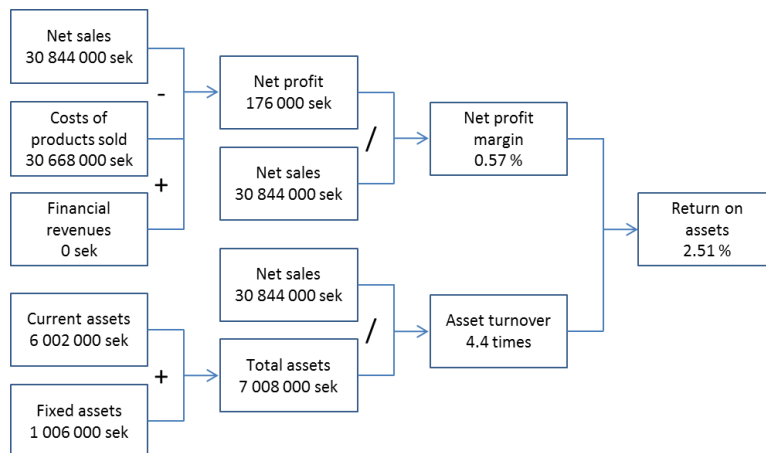 Net sales
30 844 000 sek
-
Costs of
products sold
30 668 000 sek
+
Financial
revenues
0 sek
Net profit
176 000 sek
/
Net sales
30 844 000 sek
Net profit
margin
0.57 %
Return on
assets
2.51 %
Net sales
30 844 000 sek
/
Total assets
7 008 000 sek
Asset turnover
4.4 times
Current assets
6 002 000 sek
+
Fixed assets
1 006 000 sek